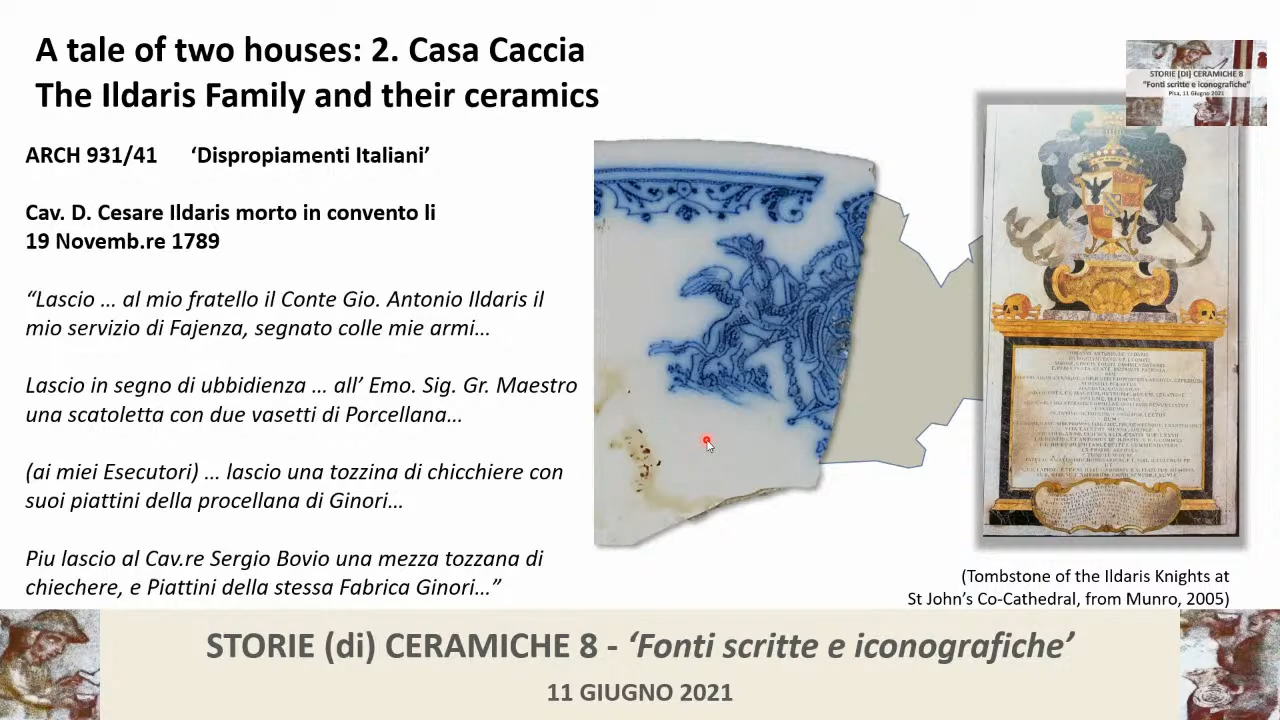 A tale of two houses: 2. Casa Caccia
The Ildaris Family and their ceramics
STORIE (DI) CERAMICHE 8
"Fonti scritte e iconografiche"
Pisa, 11 Giugno 2021
ARCH 931/41 ‘Dispropiamenti Italiani’
Cav. D. Cesare Ildaris morto in convento li
19 Novemb.re 1789
“Lascio ... al mio fratello il Conte Gio. Antonio Ildaris il
mio servizio di Fajenza, segnato colle mie armi...
Lascio in segno di ubbidienza ... all’ Emo. Sig. Gr. Maestro
una scatoletta con due vasetti di Porcellana...
(ai miei Esecutori) ... lascio una tozzina di chicchiere con
suoi piattini della procellana di Ginori...
Piu lascio al Cav.re Sergio Bovio una mezza tozzana di
chiechere, e Piattini della stessa Fabrica Ginori...”
(Tombstone of the Ildaris Knights at
St John’s Co-Cathedral, from Munro, 2005)
STORIE (di) CERAMICHE 8 - ‘Fonti scritte e iconografiche’
11 GIUGNO 2021